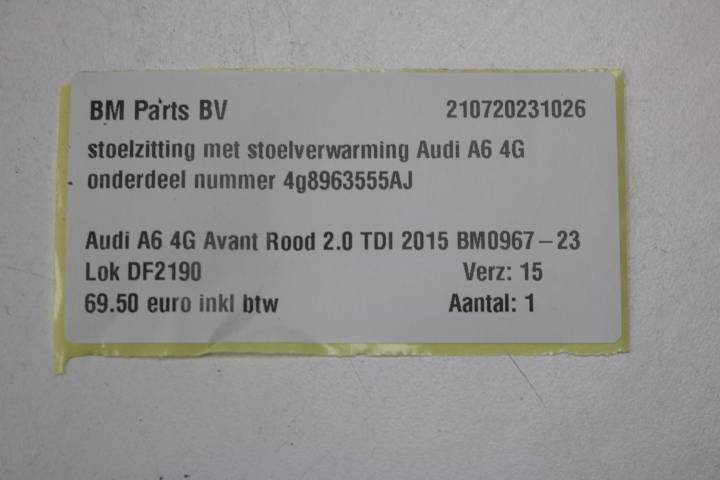 BM Parts BV 210720231026
stoelzitting met stoelverwarming Audi A6 4G
onderdeel nummer 4g8963555AJ
Audi A6 4G Avant Rood 2.0 TDI 2015 BM0967-23
Lok DF2190 Verz: 15
69.50 euro inkl btw Aantal: 1